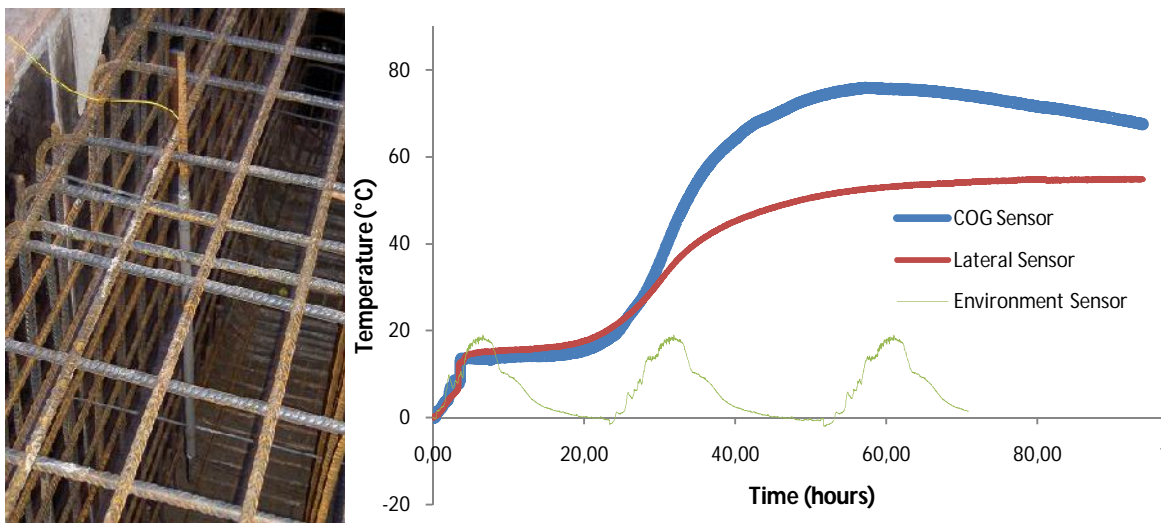 80
60
40
20
0
-20
Temperature (°C)
COG Sensor
Lateral Sensor
Environment Sensor
0,00
20,00
40,00
60,00
80,00
Time (hours)